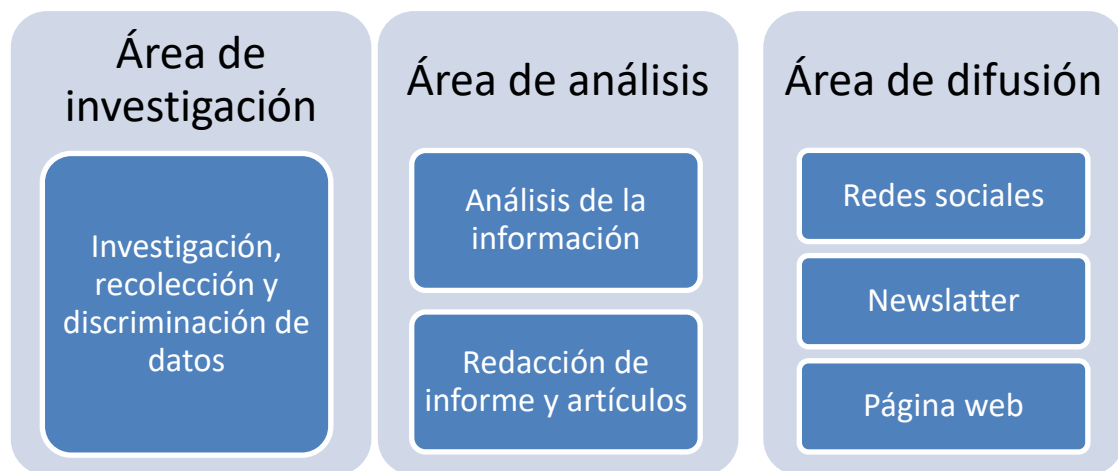 Área de
investigación
Investigación,
recolección y
discriminación de
datos
Área de análisis
Análisis de la
información
Redacción de
informe y artículos
Área de difusión
Redes sociales
Newslatter
Página web